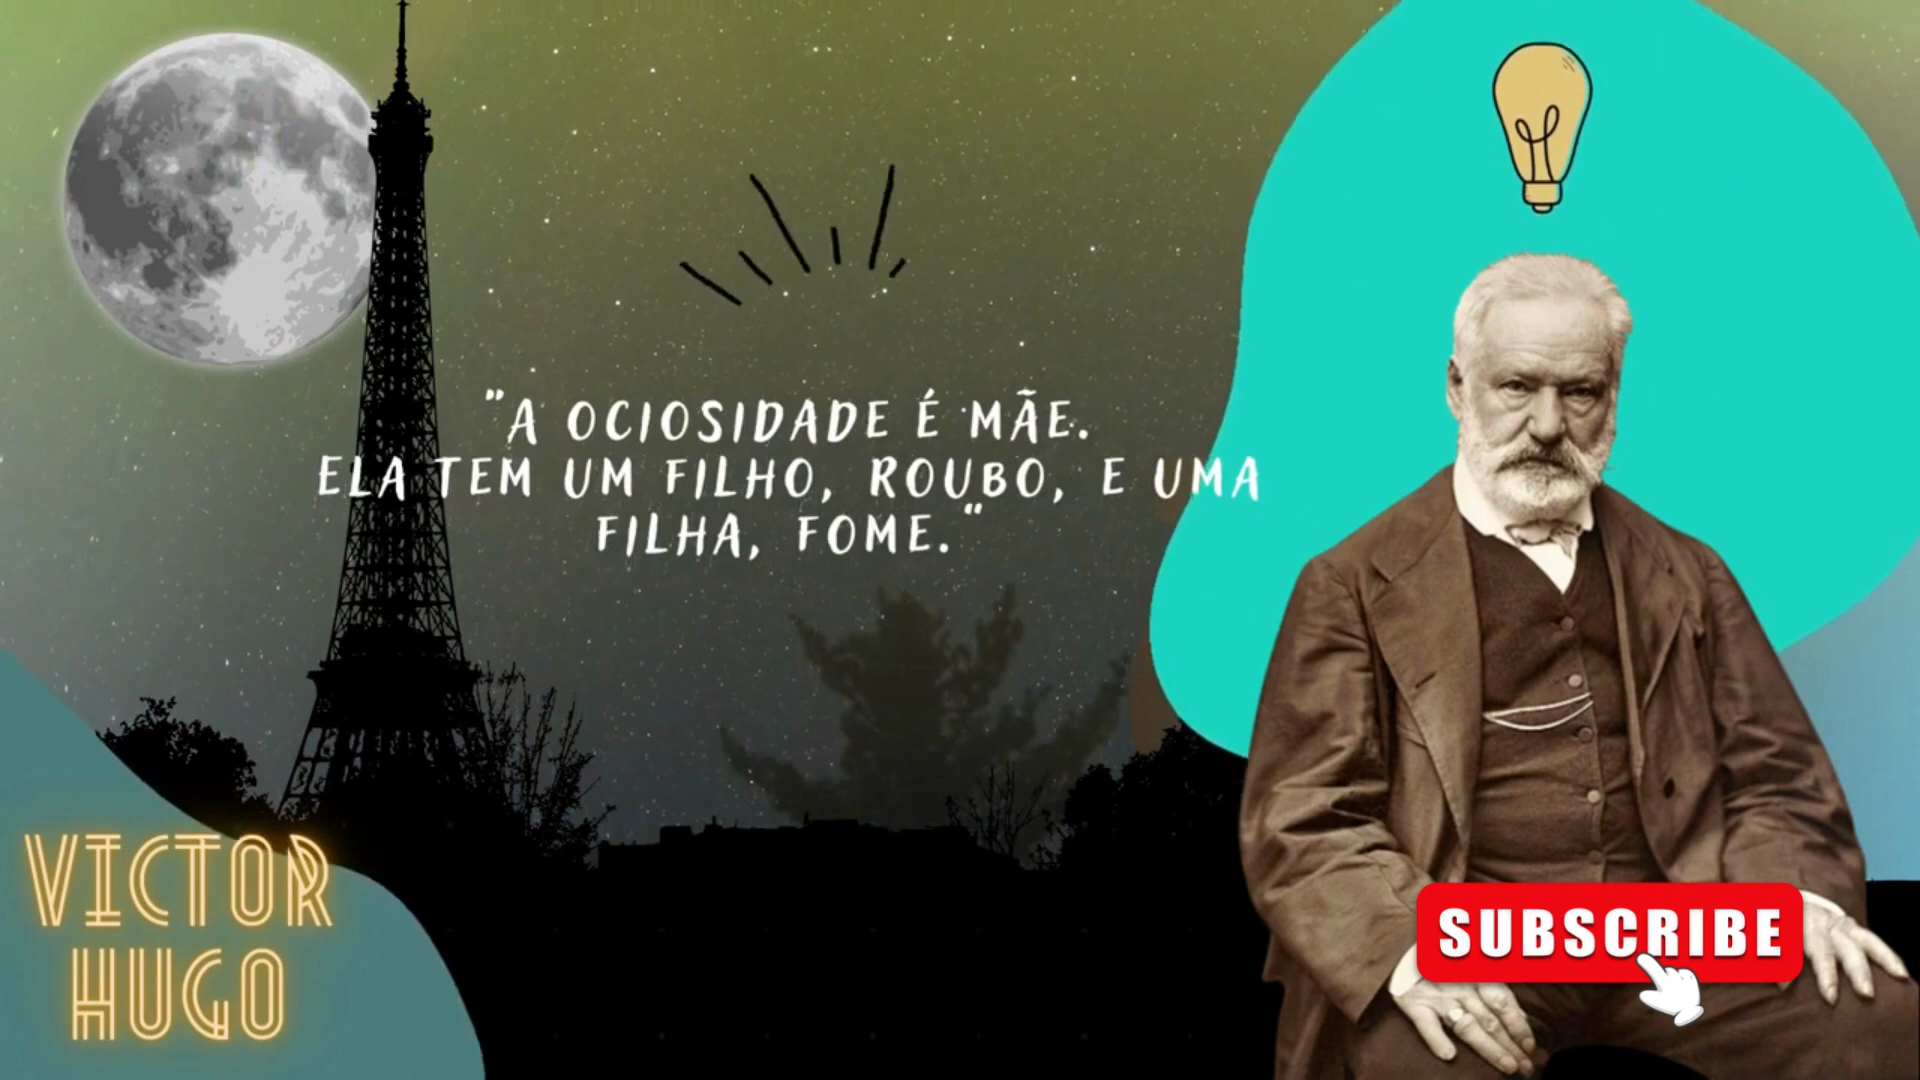 "A OCIOSIDADE É MÃE.
ELA TEM UM FILHO, ROUBO, E UMA
FILHA, FOME."
VICTOR
HUGO
SUBSCRIBE